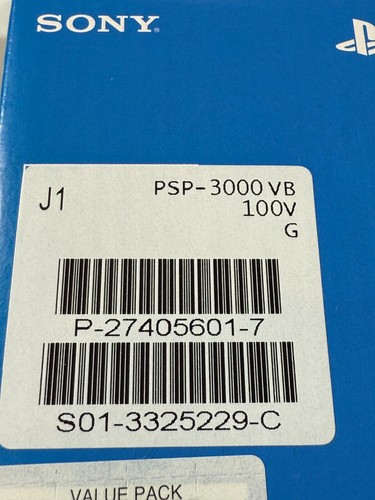 SONY
J1
PSP-3000 VB
100V
G
P-27405601-7
S01-3325229-C
VALUE PACK